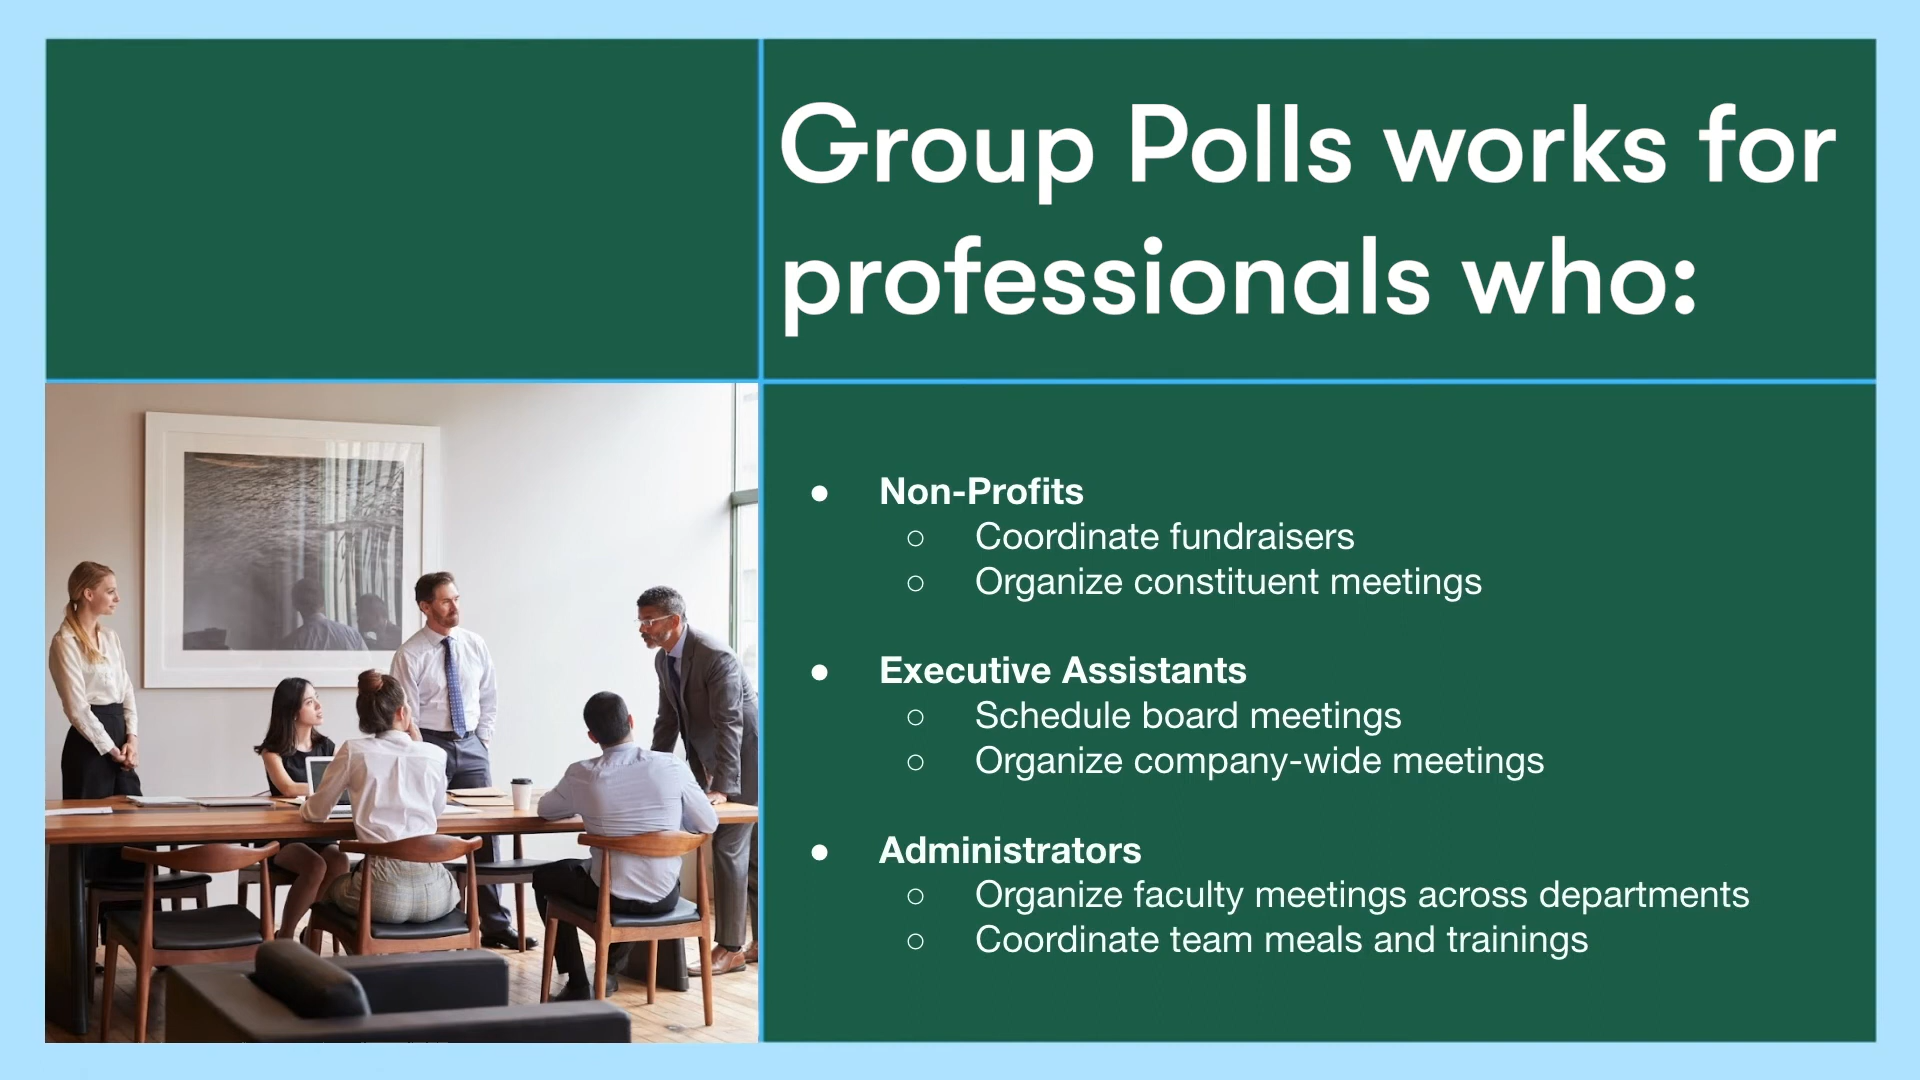 Group Polls works for
professionals who:
● Non-Profits
○ Coordinate fundraisers
○ Organize constituent meetings
● Executive Assistants
○ Schedule board meetings
○ Organize company-wide meetings
● Administrators
○ Organize faculty meetings across departments
○ Coordinate team meals and trainings